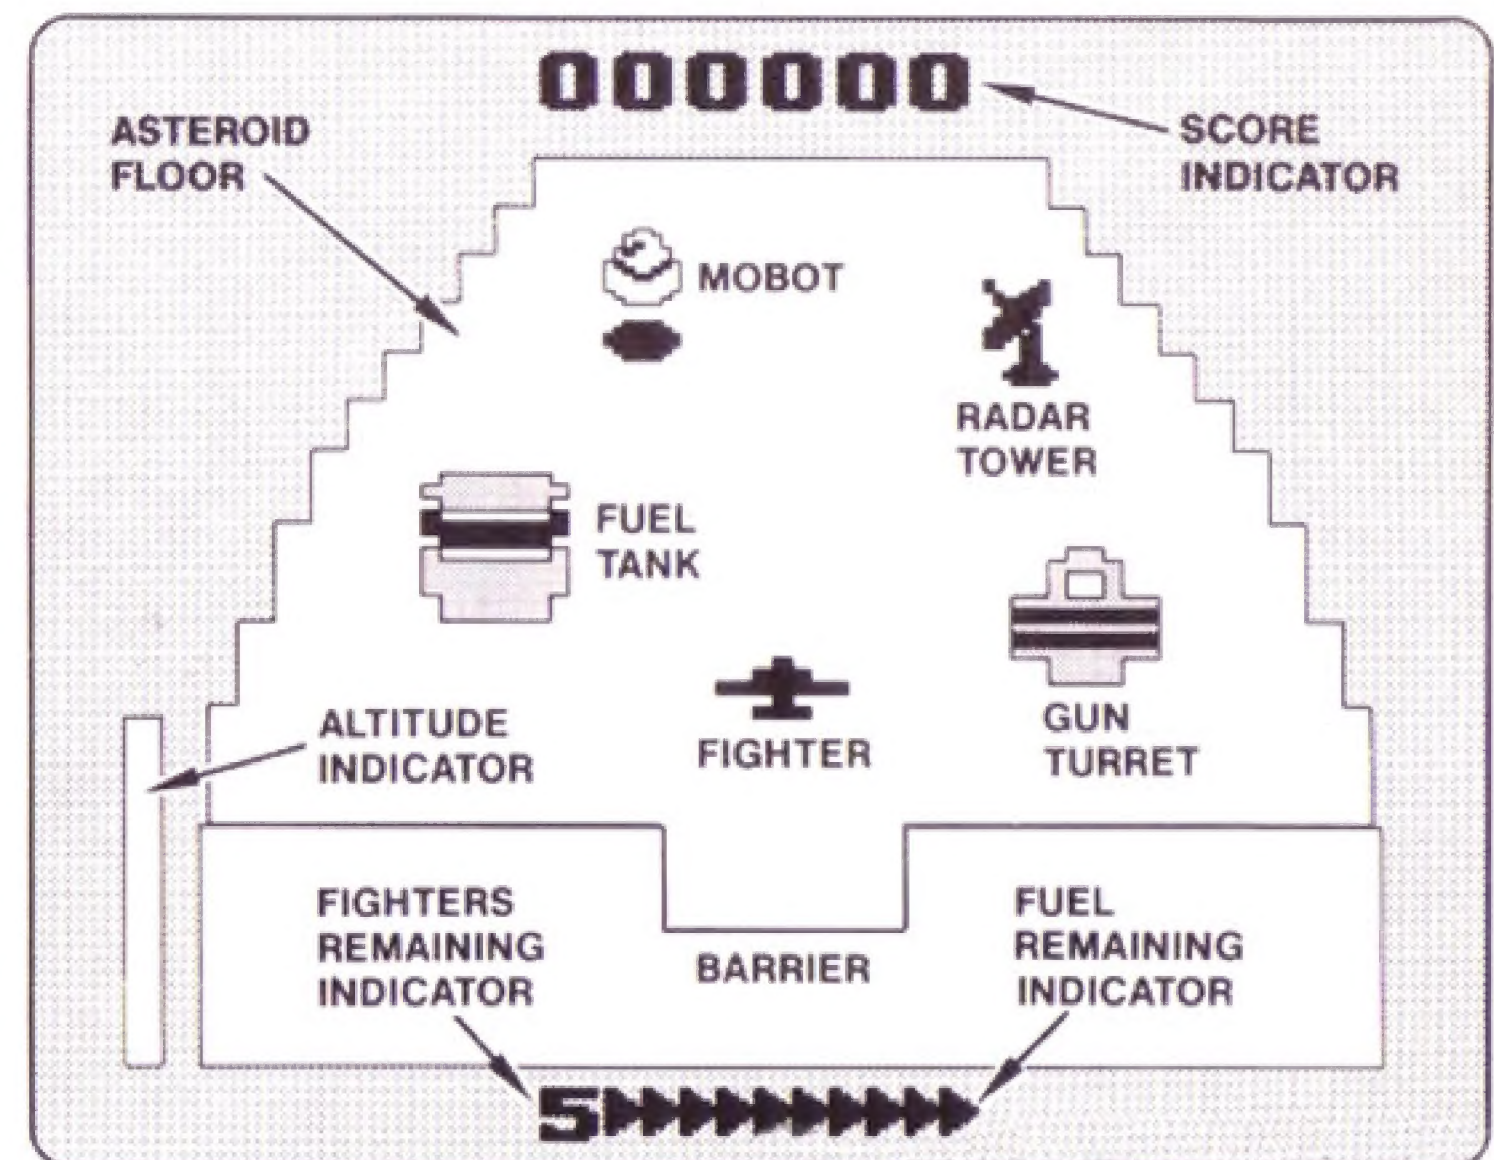 000000
ASTEROID
FLOOR
SCORE
INDICATOR
MOBOT
RADAR
TOWER
FUEL
TANK
GUN
TURRET
ALTITUDE
INDICATOR
FIGHTER
FIGHTERS
REMAINING
INDICATOR
BARRIER
FUEL
REMAINING
INDICATOR
5